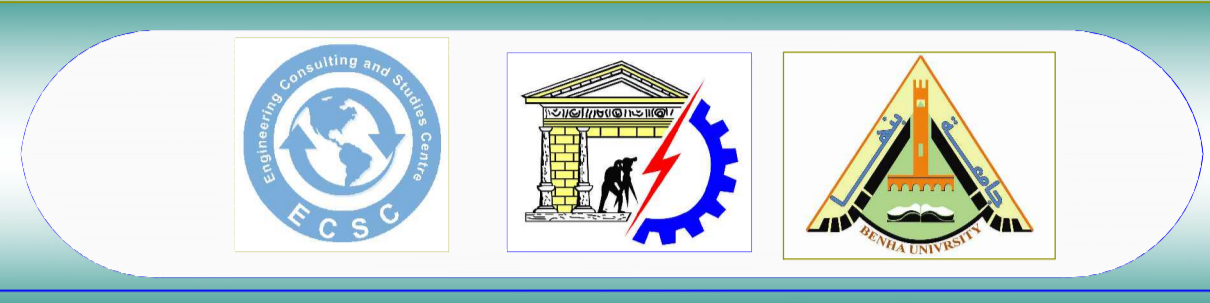 Engineering Consulting and Studies Centre
ECSC
جامعة بنها
BENHA UNIVRSITY